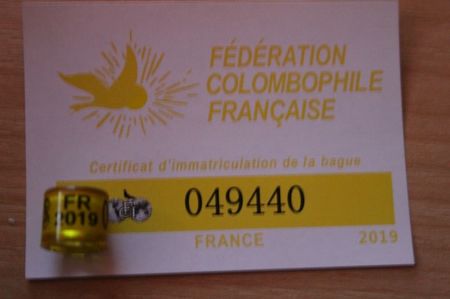 FÉDÉRATION
COLOMBOPHILE
FRANÇAISE
Certificat d'immatriculation de la bague
FR
2019
049440
FRANCE 2019